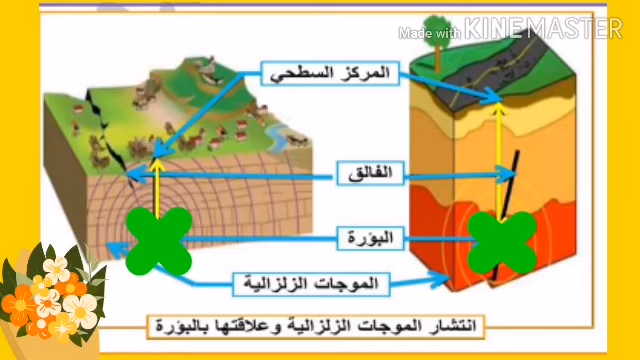 Made with KINEMASTER
المركز السطحي
الفالق
البؤرة
الموجات الزلزالية
انتشار الموجات الزلزالية وعلاقتها بالبؤرة